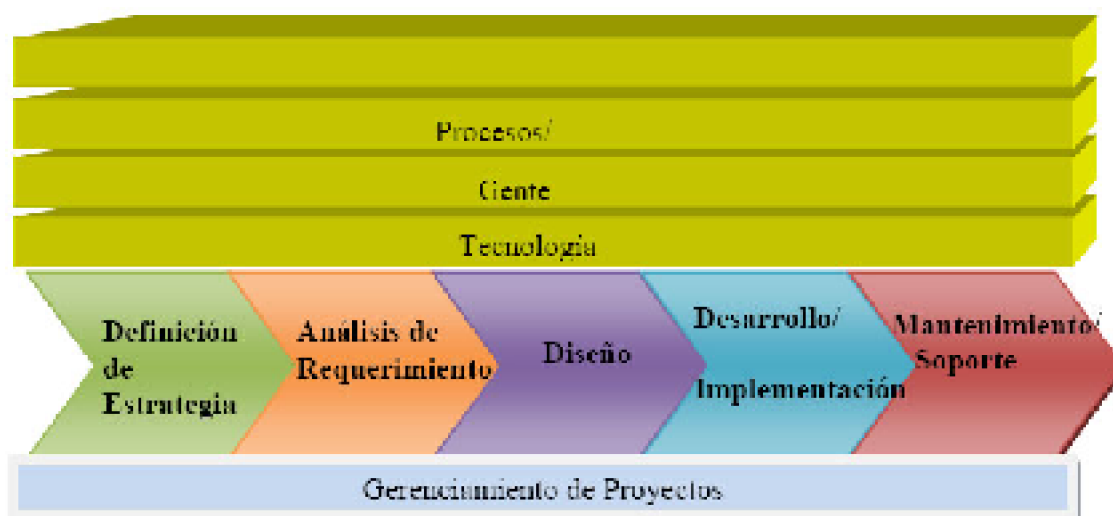 Procesos/
Gente
Tecnologia
Definición
de
Estrategia
Análisis de
Requerimiento
Diseño
Desarrollo/
Implementación
Mantenimiento/
Soporte
Gerenciamiento de Proyectos